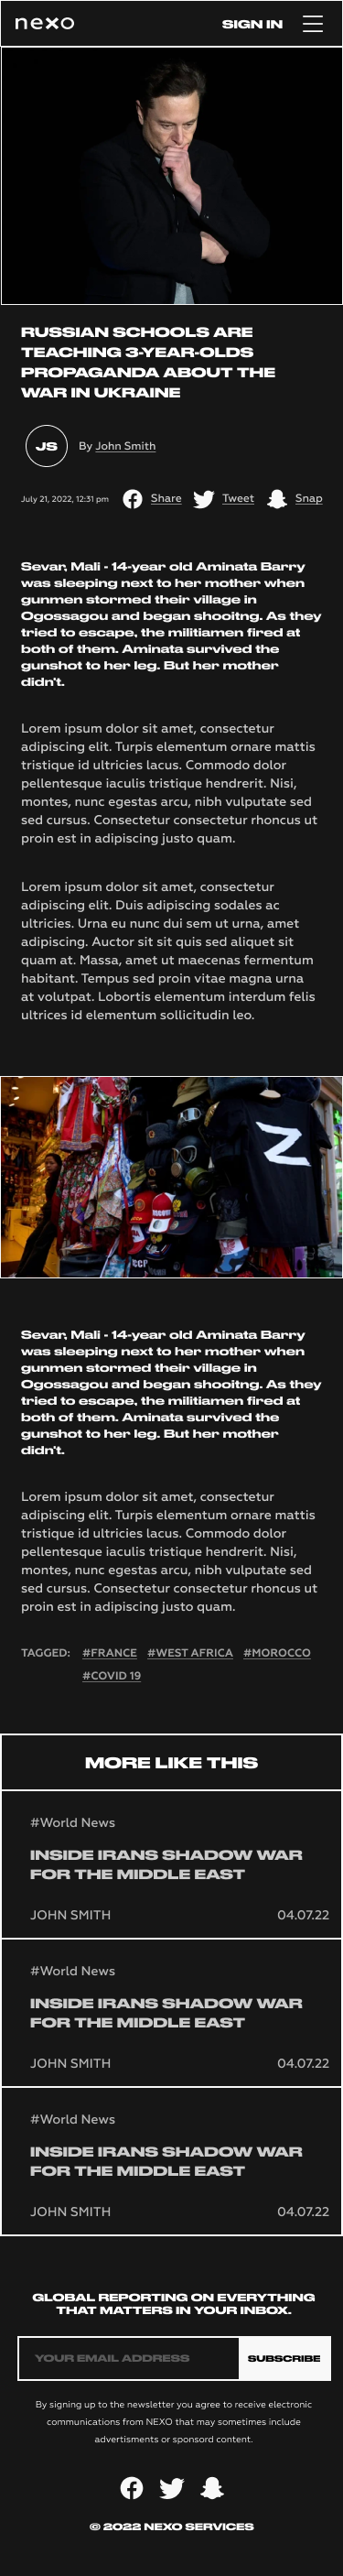 nexo SIGN IN
RUSSIAN SCHOOLS ARE
TEACHING 3-YEAR-OLDS
PROPAGANDA ABOUT THE
WAR IN UKRAINE
JS By John Smith
July 21, 2022, 12:31 pm Share Tweet Snap
Sevar, Mali - 14-year old Aminata Barry
was sleeping next to her mother when
gunmen stormed their village in
Ogossagou and began shooitng. As they
tried to escape, the militiamen fired at
both of them. Aminata survived the
gunshot to her leg. But her mother
didn't.
Lorem ipsum dolor sit amet, consectetur
adipiscing elit. Turpis elementum ornare mattis
tristique id ultricies lacus. Commodo dolor
pellentesque iaculis tristique hendrerit. Nisi,
montes, nunc egestas arcu, nibh vulputate sed
sed cursus. Consectetur consectetur rhoncus ut
proin est in adipiscing justo quam.
Lorem ipsum dolor sit amet, consectetur
adipiscing elit. Duis adipiscing sodales ac
ultricies. Urna eu nunc dui sem ut urna, amet
adipiscing. Auctor sit sit quis sed aliquet sit
quam at. Massa, amet ut maecenas fermentum
habitant. Tempus sed proin vitae magna urna
at volutpat. Lobortis elementum interdum felis
ultrices id elementum sollicitudin leo.
Z
Sevar, Mali - 14-year old Aminata Barry
was sleeping next to her mother when
gunmen stormed their village in
Ogossagou and began shooitng. As they
tried to escape, the militiamen fired at
both of them. Aminata survived the
gunshot to her leg. But her mother
didn't.
Lorem ipsum dolor sit amet, consectetur
adipiscing elit. Turpis elementum ornare mattis
tristique id ultricies lacus. Commodo dolor
pellentesque iaculis tristique hendrerit. Nisi,
montes, nunc egestas arcu, nibh vulputate sed
sed cursus. Consectetur consectetur rhoncus ut
proin est in adipiscing justo quam.
TAGGED: #FRANCE #WEST AFRICA #MOROCCO
#COVID 19
MORE LIKE THIS
#World News
INSIDE IRANS SHADOW WAR
FOR THE MIDDLE EAST
JOHN SMITH 04.07.22
#World News
INSIDE IRANS SHADOW WAR
FOR THE MIDDLE EAST
JOHN SMITH 04.07.22
#World News
INSIDE IRANS SHADOW WAR
FOR THE MIDDLE EAST
JOHN SMITH 04.07.22
GLOBAL REPORTING ON EVERYTHING
THAT MATTERS IN YOUR INBOX.
YOUR EMAIL ADDRESS SUBSCRIBE
By signing up to the newsletter you agree to receive electronic
communications from NEXO that may sometimes include
advertisments or sponsord content.
© 2022 NEXO SERVICES